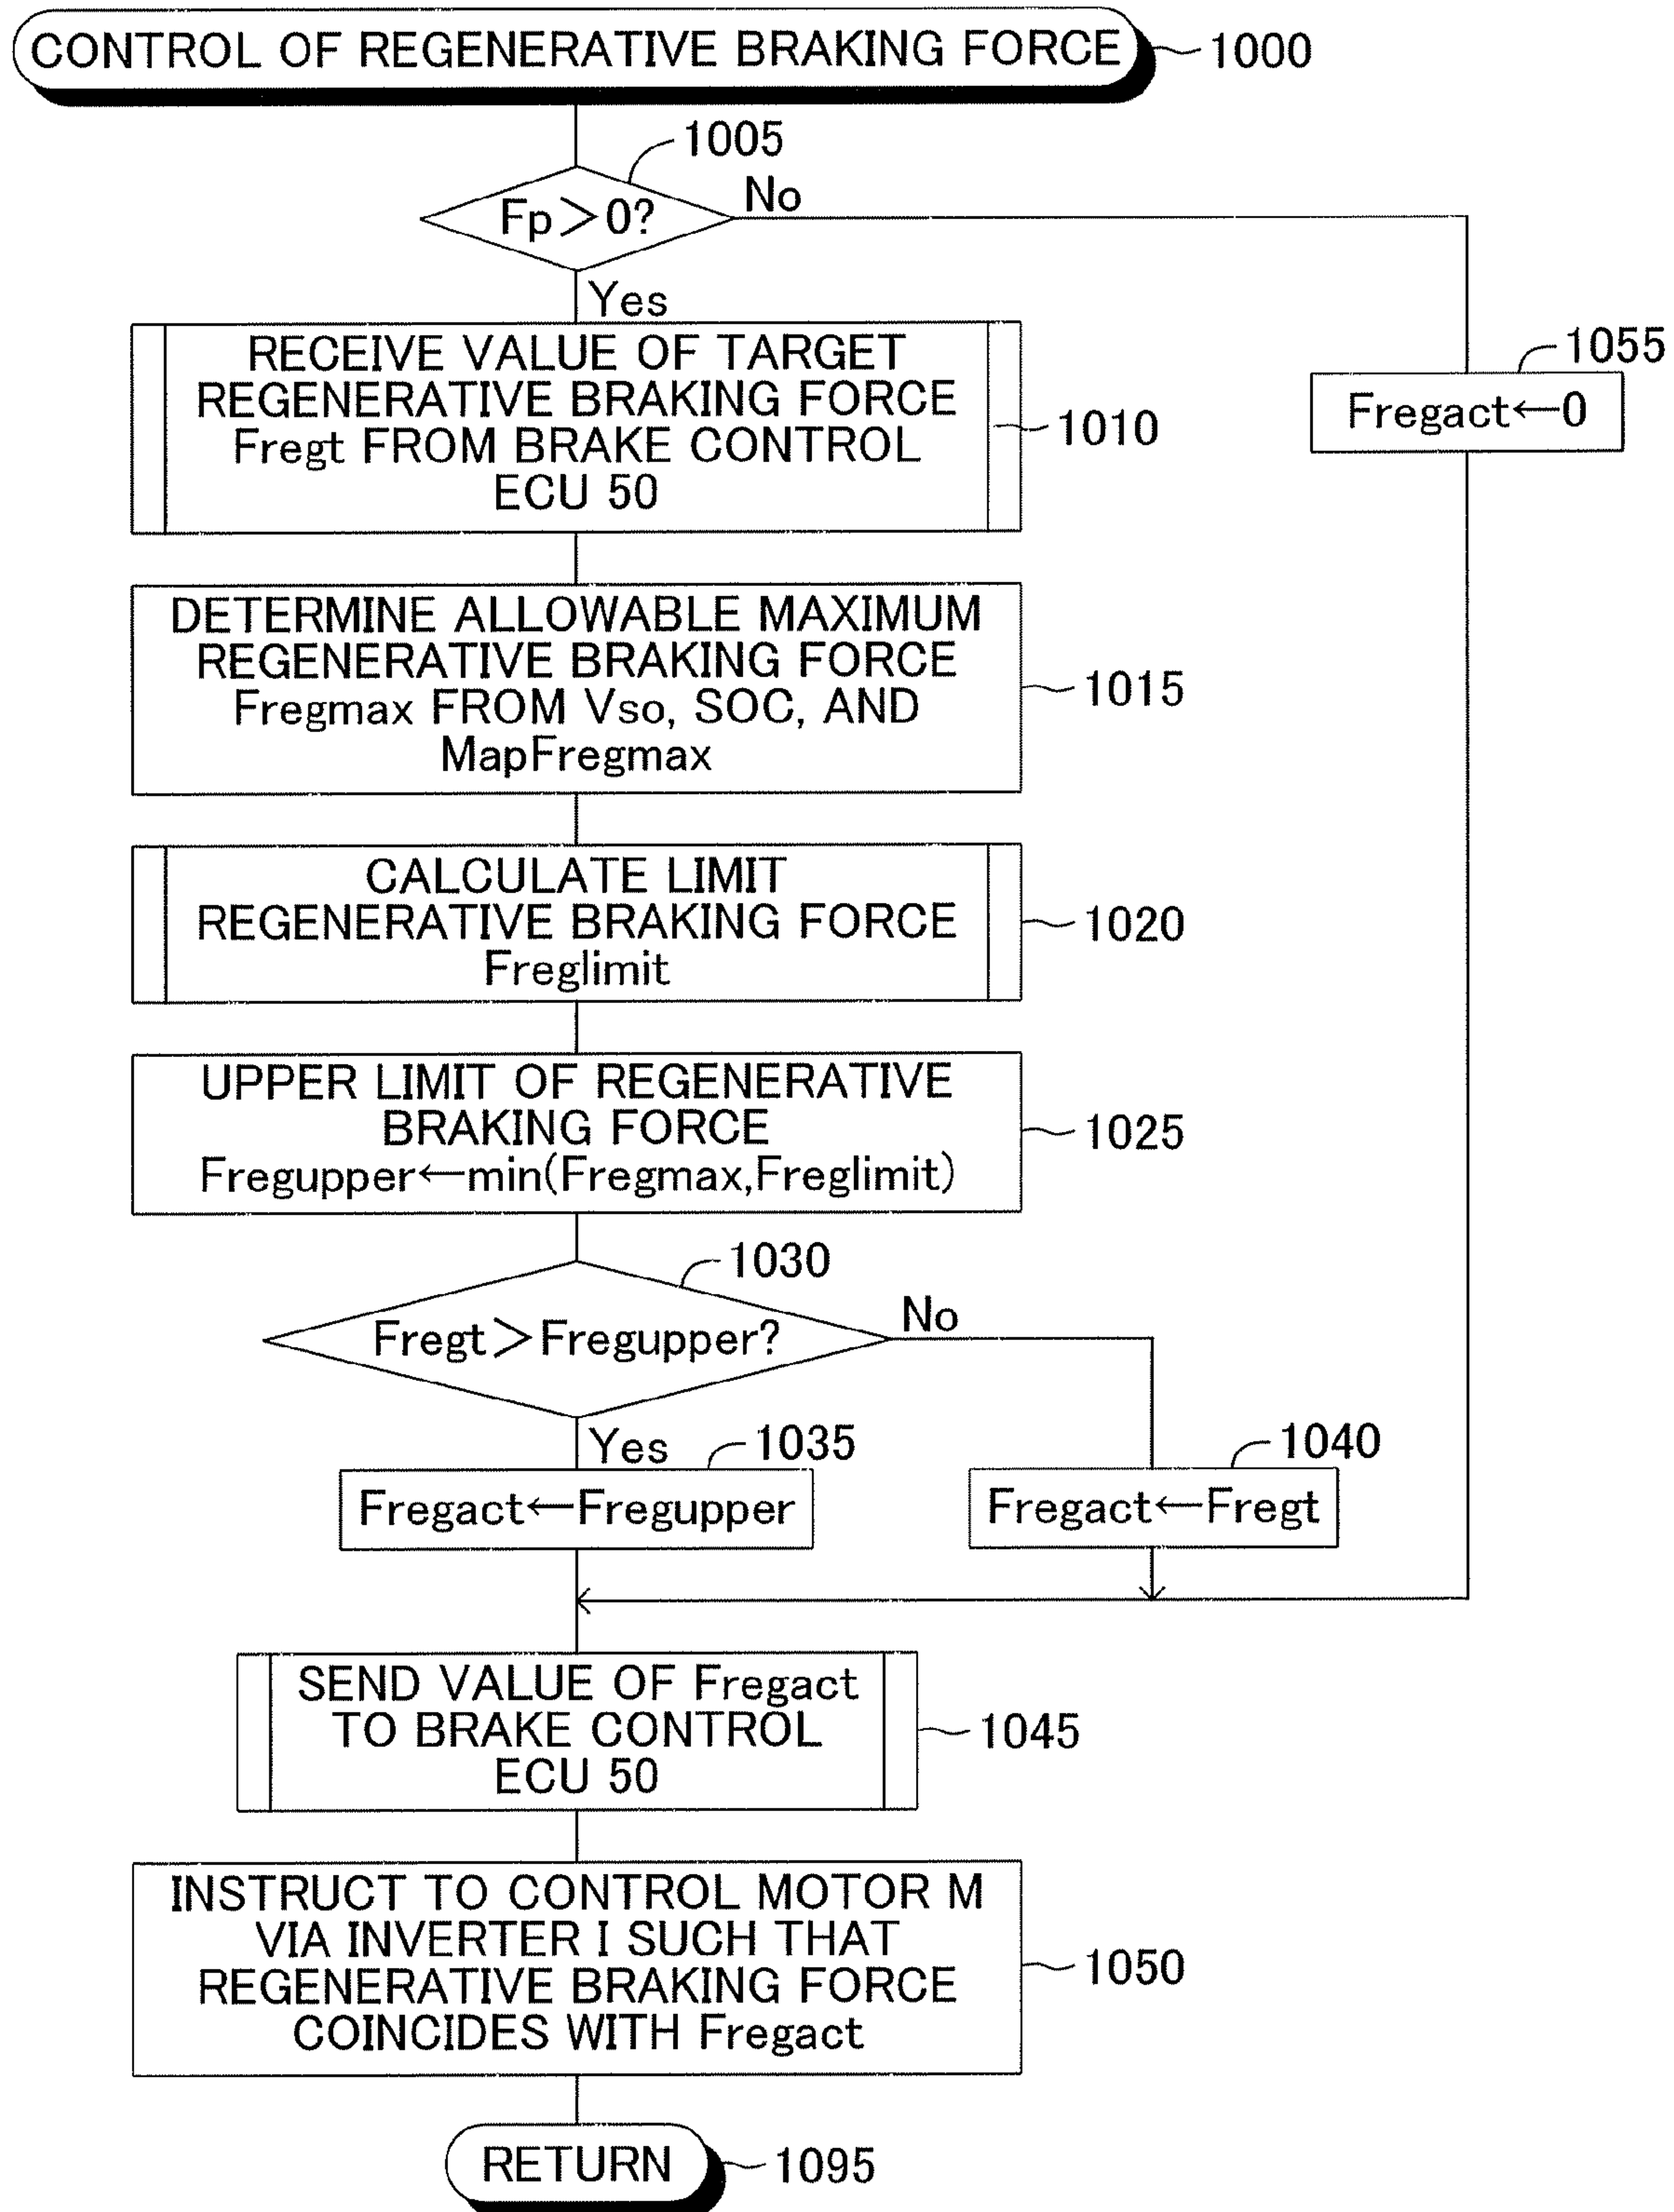 CONTROL OF REGENERATIVE BRAKING FORCE
1000
1005
Fp>0?
No
Yes
RECEIVE VALUE OF TARGET
REGENERATIVE BRAKING FORCE
Fregt FROM BRAKE CONTROL
ECU 50
1010
1055
Fregact←0
DETERMINE ALLOWABLE MAXIMUM
REGENERATIVE BRAKING FORCE
Fregmax FROM Vso, SOC, AND
MapFregmax
1015
CALCULATE LIMIT
REGENERATIVE BRAKING FORCE
Freglimit
1020
UPPER LIMIT OF REGENERATIVE
BRAKING FORCE
Fregupper←min(Fregmax,Freglimit)
1025
1030
Fregt>Fregupper?
No
Yes
1035
Fregact←Fregupper
1040
Fregact←Fregt
SEND VALUE OF Fregact
TO BRAKE CONTROL
ECU 50
1045
INSTRUCT TO CONTROL MOTOR M
VIA INVERTER I SUCH THAT
REGENERATIVE BRAKING FORCE
COINCIDES WITH Fregact
1050
RETURN
1095